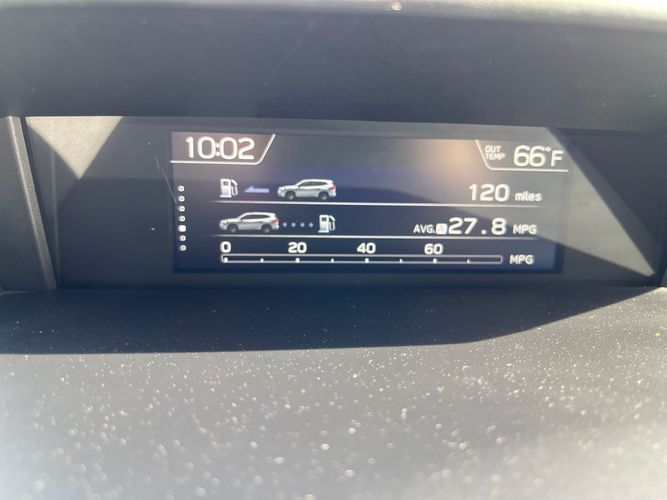 10:02
OUT TEMP 66°F
120 miles
AVG. A 27.8 MPG
0 20 40 60
MPG